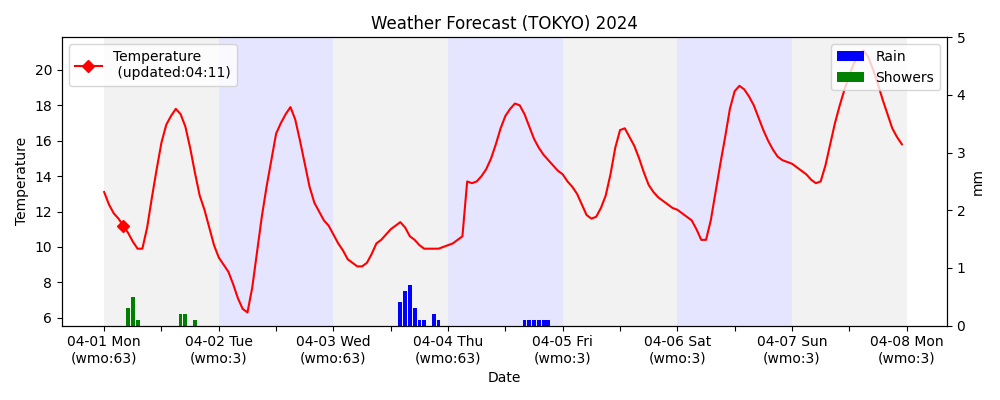 Weather Forecast (TOKYO) 2024
Temperature
(updated:04:11)
Rain
Showers
Temperature
20
18
16
14
12
10
8
6
5
4
3
2
1
0
mm
04-01 Mon
(wmo:63)
04-02 Tue
(wmo:3)
04-03 Wed
(wmo:63)
04-04 Thu
(wmo:63)
04-05 Fri
(wmo:3)
04-06 Sat
(wmo:3)
04-07 Sun
(wmo:3)
04-08 Mon
(wmo:3)
Date